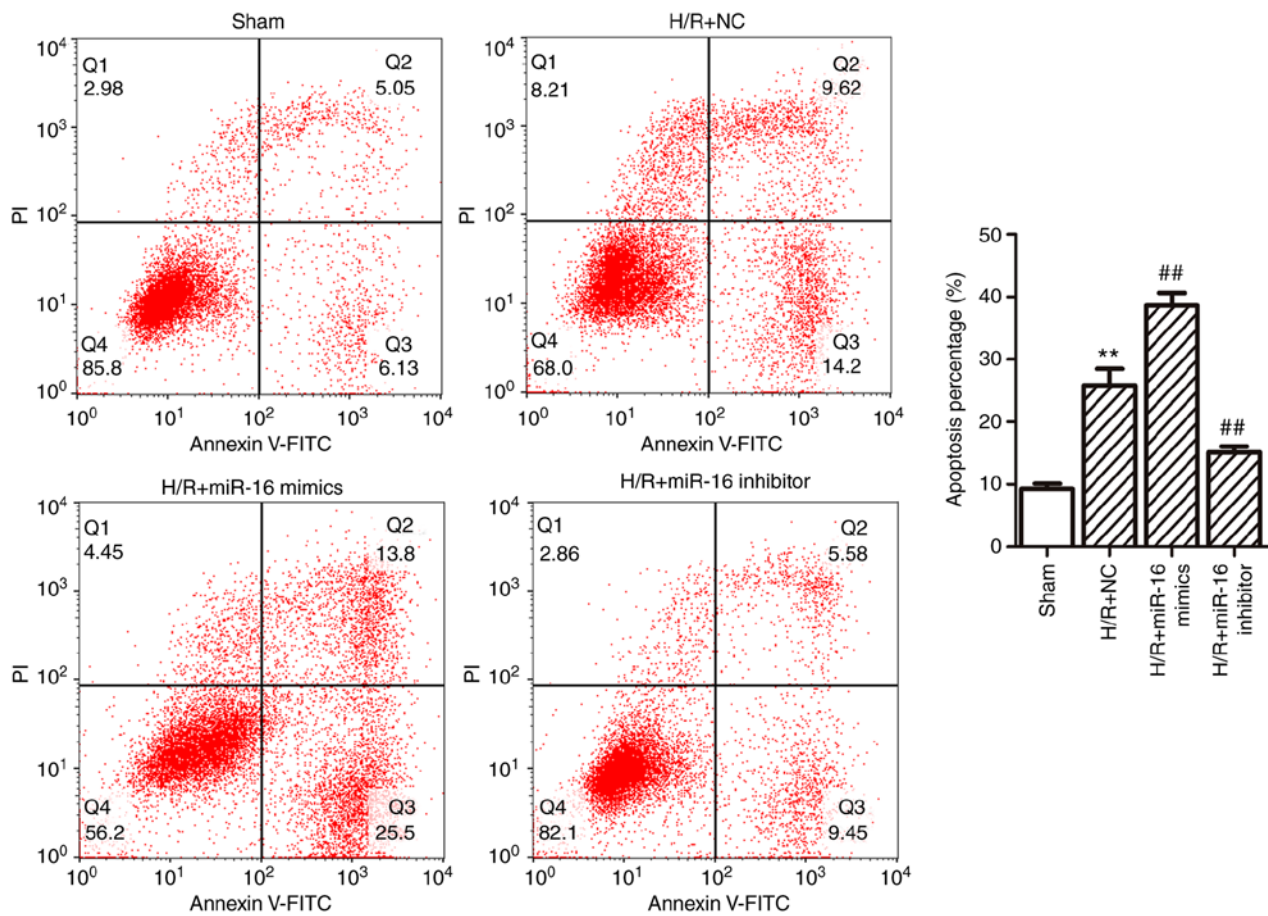 Sham
10⁴
10³
10²
10¹
10⁰
PI
Q1
2.98
Q2
5.05
Q4
85.8
Q3
6.13
10⁰ 10¹ 10² 10³ 10⁴
Annexin V-FITC
H/R+NC
10⁴
10³
10²
10¹
10⁰
PI
Q1
8.21
Q2
9.62
Q4
68.0
Q3
14.2
10⁰ 10¹ 10² 10³ 10⁴
Annexin V-FITC
H/R+miR-16 mimics
10⁴
10³
10²
10¹
10⁰
PI
Q1
4.45
Q2
13.8
Q4
56.2
Q3
25.5
10⁰ 10¹ 10² 10³ 10⁴
Annexin V-FITC
H/R+miR-16 inhibitor
10⁴
10³
10²
10¹
10⁰
PI
Q1
2.86
Q2
5.58
Q4
82.1
Q3
9.45
10⁰ 10¹ 10² 10³ 10⁴
Annexin V-FITC
Apoptosis percentage (%)
50
40
30
20
10
0
**
##
##
Sham
H/R+NC
H/R+miR-16
mimics
H/R+miR-16
inhibitor